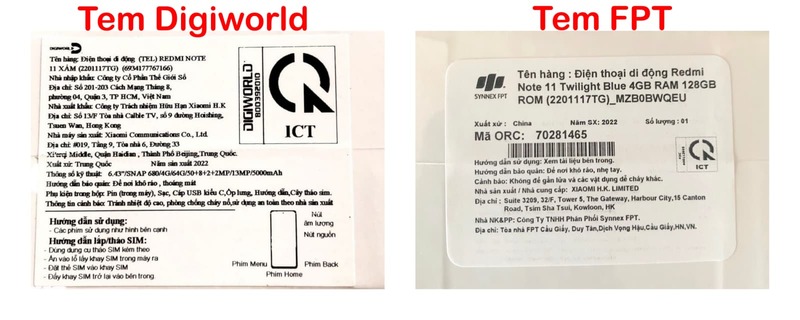 Tem Digiworld
DIGIWORLD
Tên hàng: Điện thoại di động (TEL) REDMI NOTE
11 XÁM (2201117TG) (6934177767166)
Nhà nhập khẩu: Công ty Cổ Phần Thế Giới Số
Địa chỉ: Số 201-203 Cách Mạng Tháng 8,
phường 04, Quận 3, TP HCM, Việt Nam
Nhà xuất khẩu: Công ty Trách nhiệm Hữu Hạn Xiaomi H.K
Địa chỉ: Số 13/F Tòa nhà Calble TV, số 9 đường Hoishing,
Tsuen Wan, Hong Kong
Nhà máy sản xuất: Xiaomi Communications Co., Ltd.
Địa chỉ: #019, Tầng 9, Tòa nhà 6, Đường 33
Xi'erqi Middle, Quận Haidian , Thành Phố Beijing,Trung Quốc.
Xuất xứ: Trung Quốc Năm sản xuất 2022
Thông số kỹ thuật: 6.43"/SNAP 680/4G/64G/50+8+2+2MP/13MP/5000mAh
Hướng dẫn bảo quản: Để nơi khô ráo , thoáng mát
Phụ kiện trong hộp: Pin (trong máy), Sạc, Cáp USB kiểu C,Ốp lưng, Hướng dẫn,Cây tháo sim.
Thông tin cảnh báo: Tránh nhiệt độ cao, phòng chống cháy nổ,sử dụng an toàn theo nhà sản xuất
DIGIWORLD
800392010
ICT
Hướng dẫn sử dụng:
- Các phím sử dụng như hình bên cạnh
Hướng dẫn lắp/tháo SIM:
- Dùng dụng cụ tháo SIM kèm theo
- Ấn vào lỗ lấy khay SIM trong máy ra
- Đặt thẻ SIM vào khay SIM
- Đẩy khay SIM trở lại vào bên trong.
Nút
âm lượng
Nút nguồn
Phim Menu
Phim Back
Phim Home
Tem FPT
SYNNEX FPT
Tên hàng : Điện thoại di động Redmi
Note 11 Twilight Blue 4GB RAM 128GB
ROM (2201117TG)_MZB0BWQEU
Xuất xứ : China Năm SX: 2022 Số lượng : 01
Mã ORC: 70281465
ICT
Hướng dẫn sử dụng: Xem tài liệu bên trong.
Hướng dẫn bảo quản: Để nơi khô ráo, nhẹ tay.
Cảnh báo: Không để gần lửa và các vật dụng dễ cháy khác.
Nhà sản xuất / Nhà cung cấp: XIAOMI H.K. LIMITED
Địa chỉ : Suite 3209, 32/F, Tower 5, The Gateway, Harbour City,15 Canton
Road, Tsim Sha Tsui, Kowloon, HK
Nhà NK&PP: Công Ty TNHH Phân Phối Synnex FPT.
Địa chỉ: Tòa nhà FPT Cầu Giấy, Duy Tân,Dịch Vọng Hậu,Cầu Giấy,HN,VN.